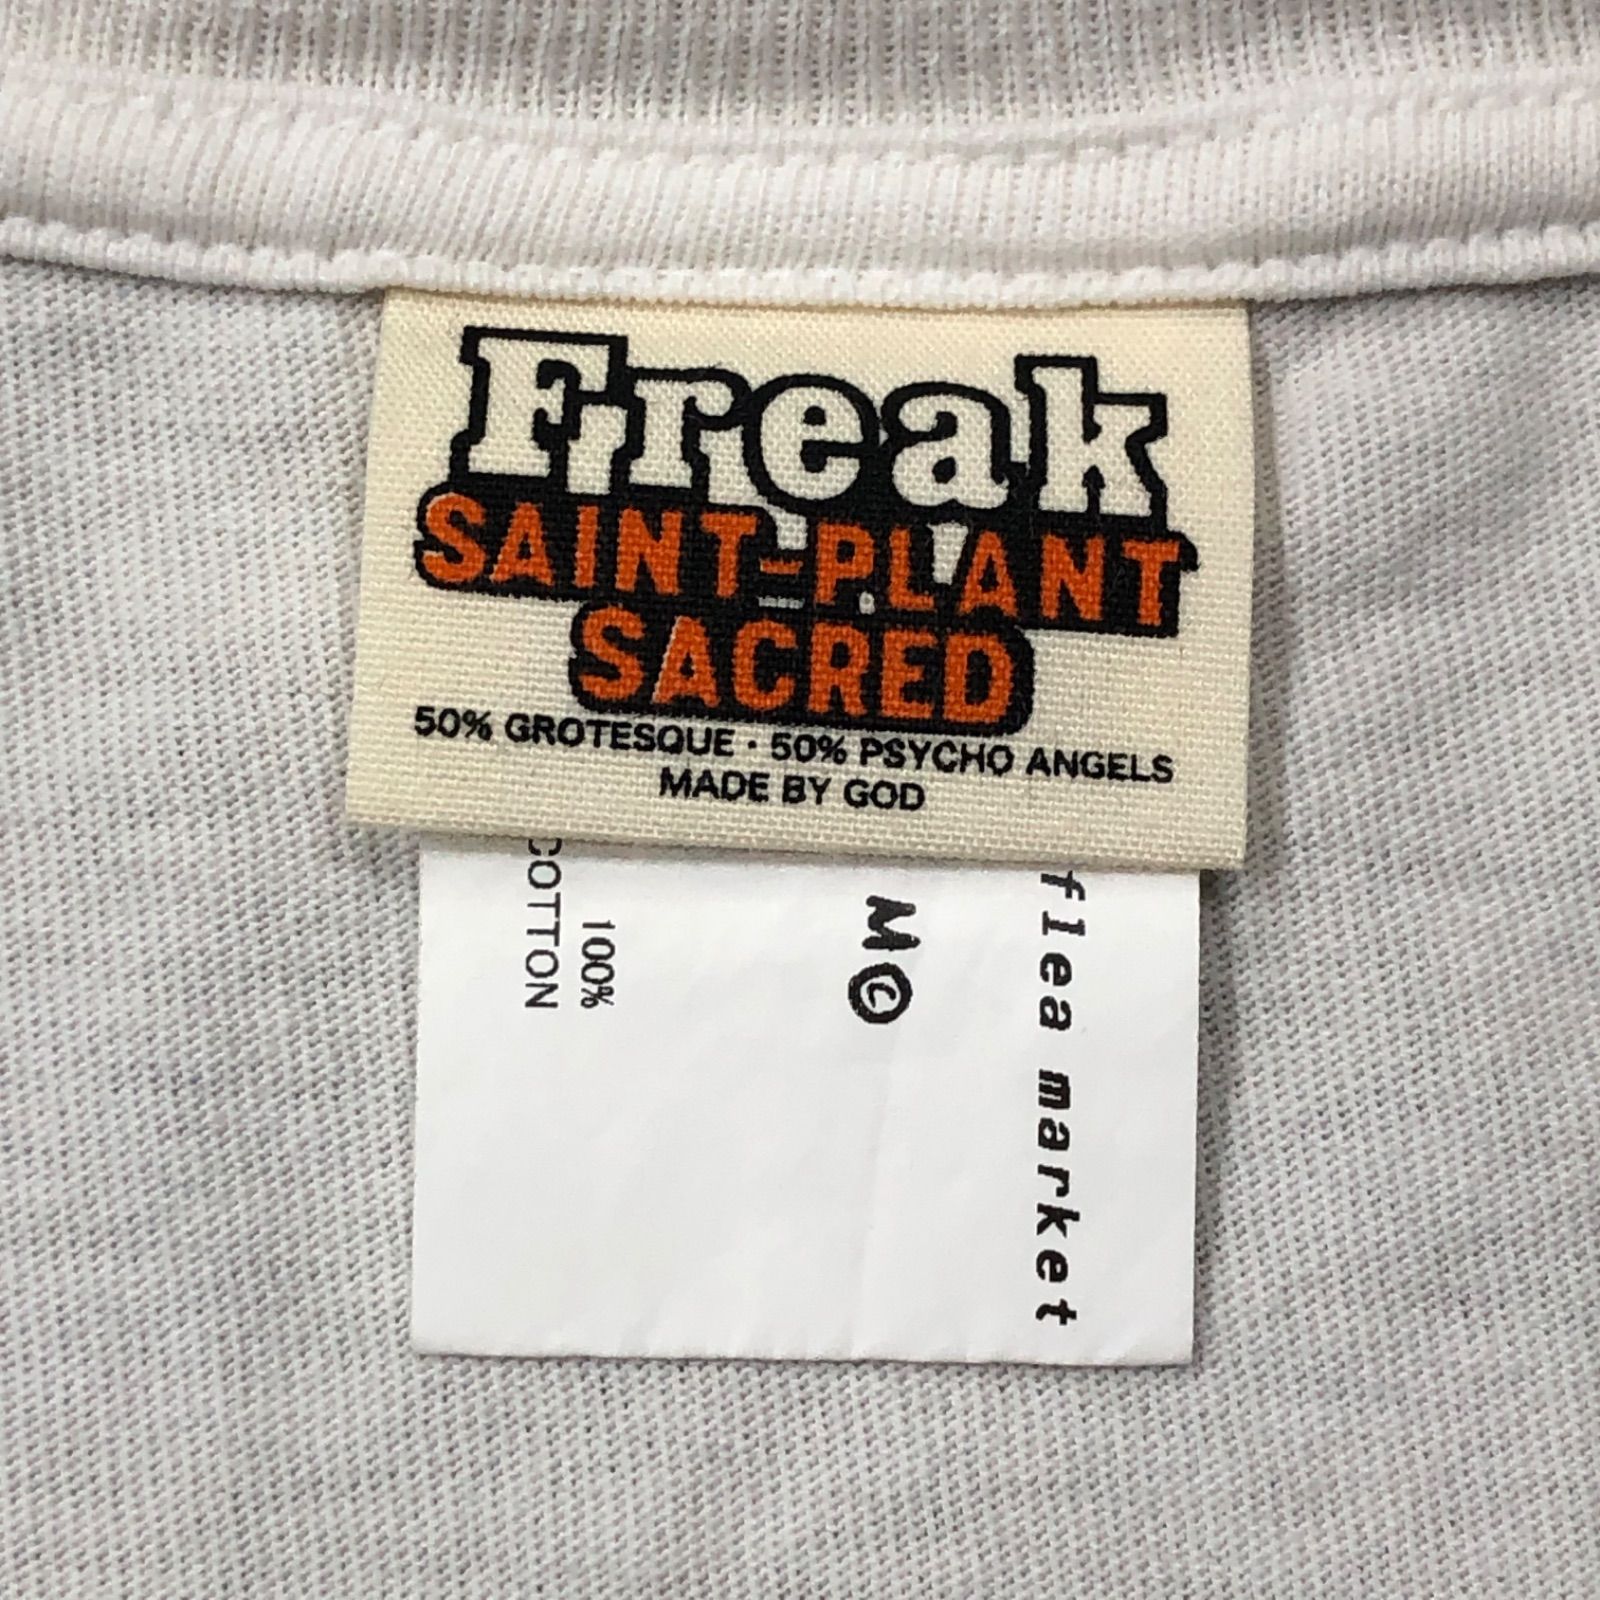 Freak
SAINT-PLANT
SACRED
50% GROTESQUE · 50% PSYCHO ANGELS
MADE BY GOD
flea market
M©
100%
COTTON